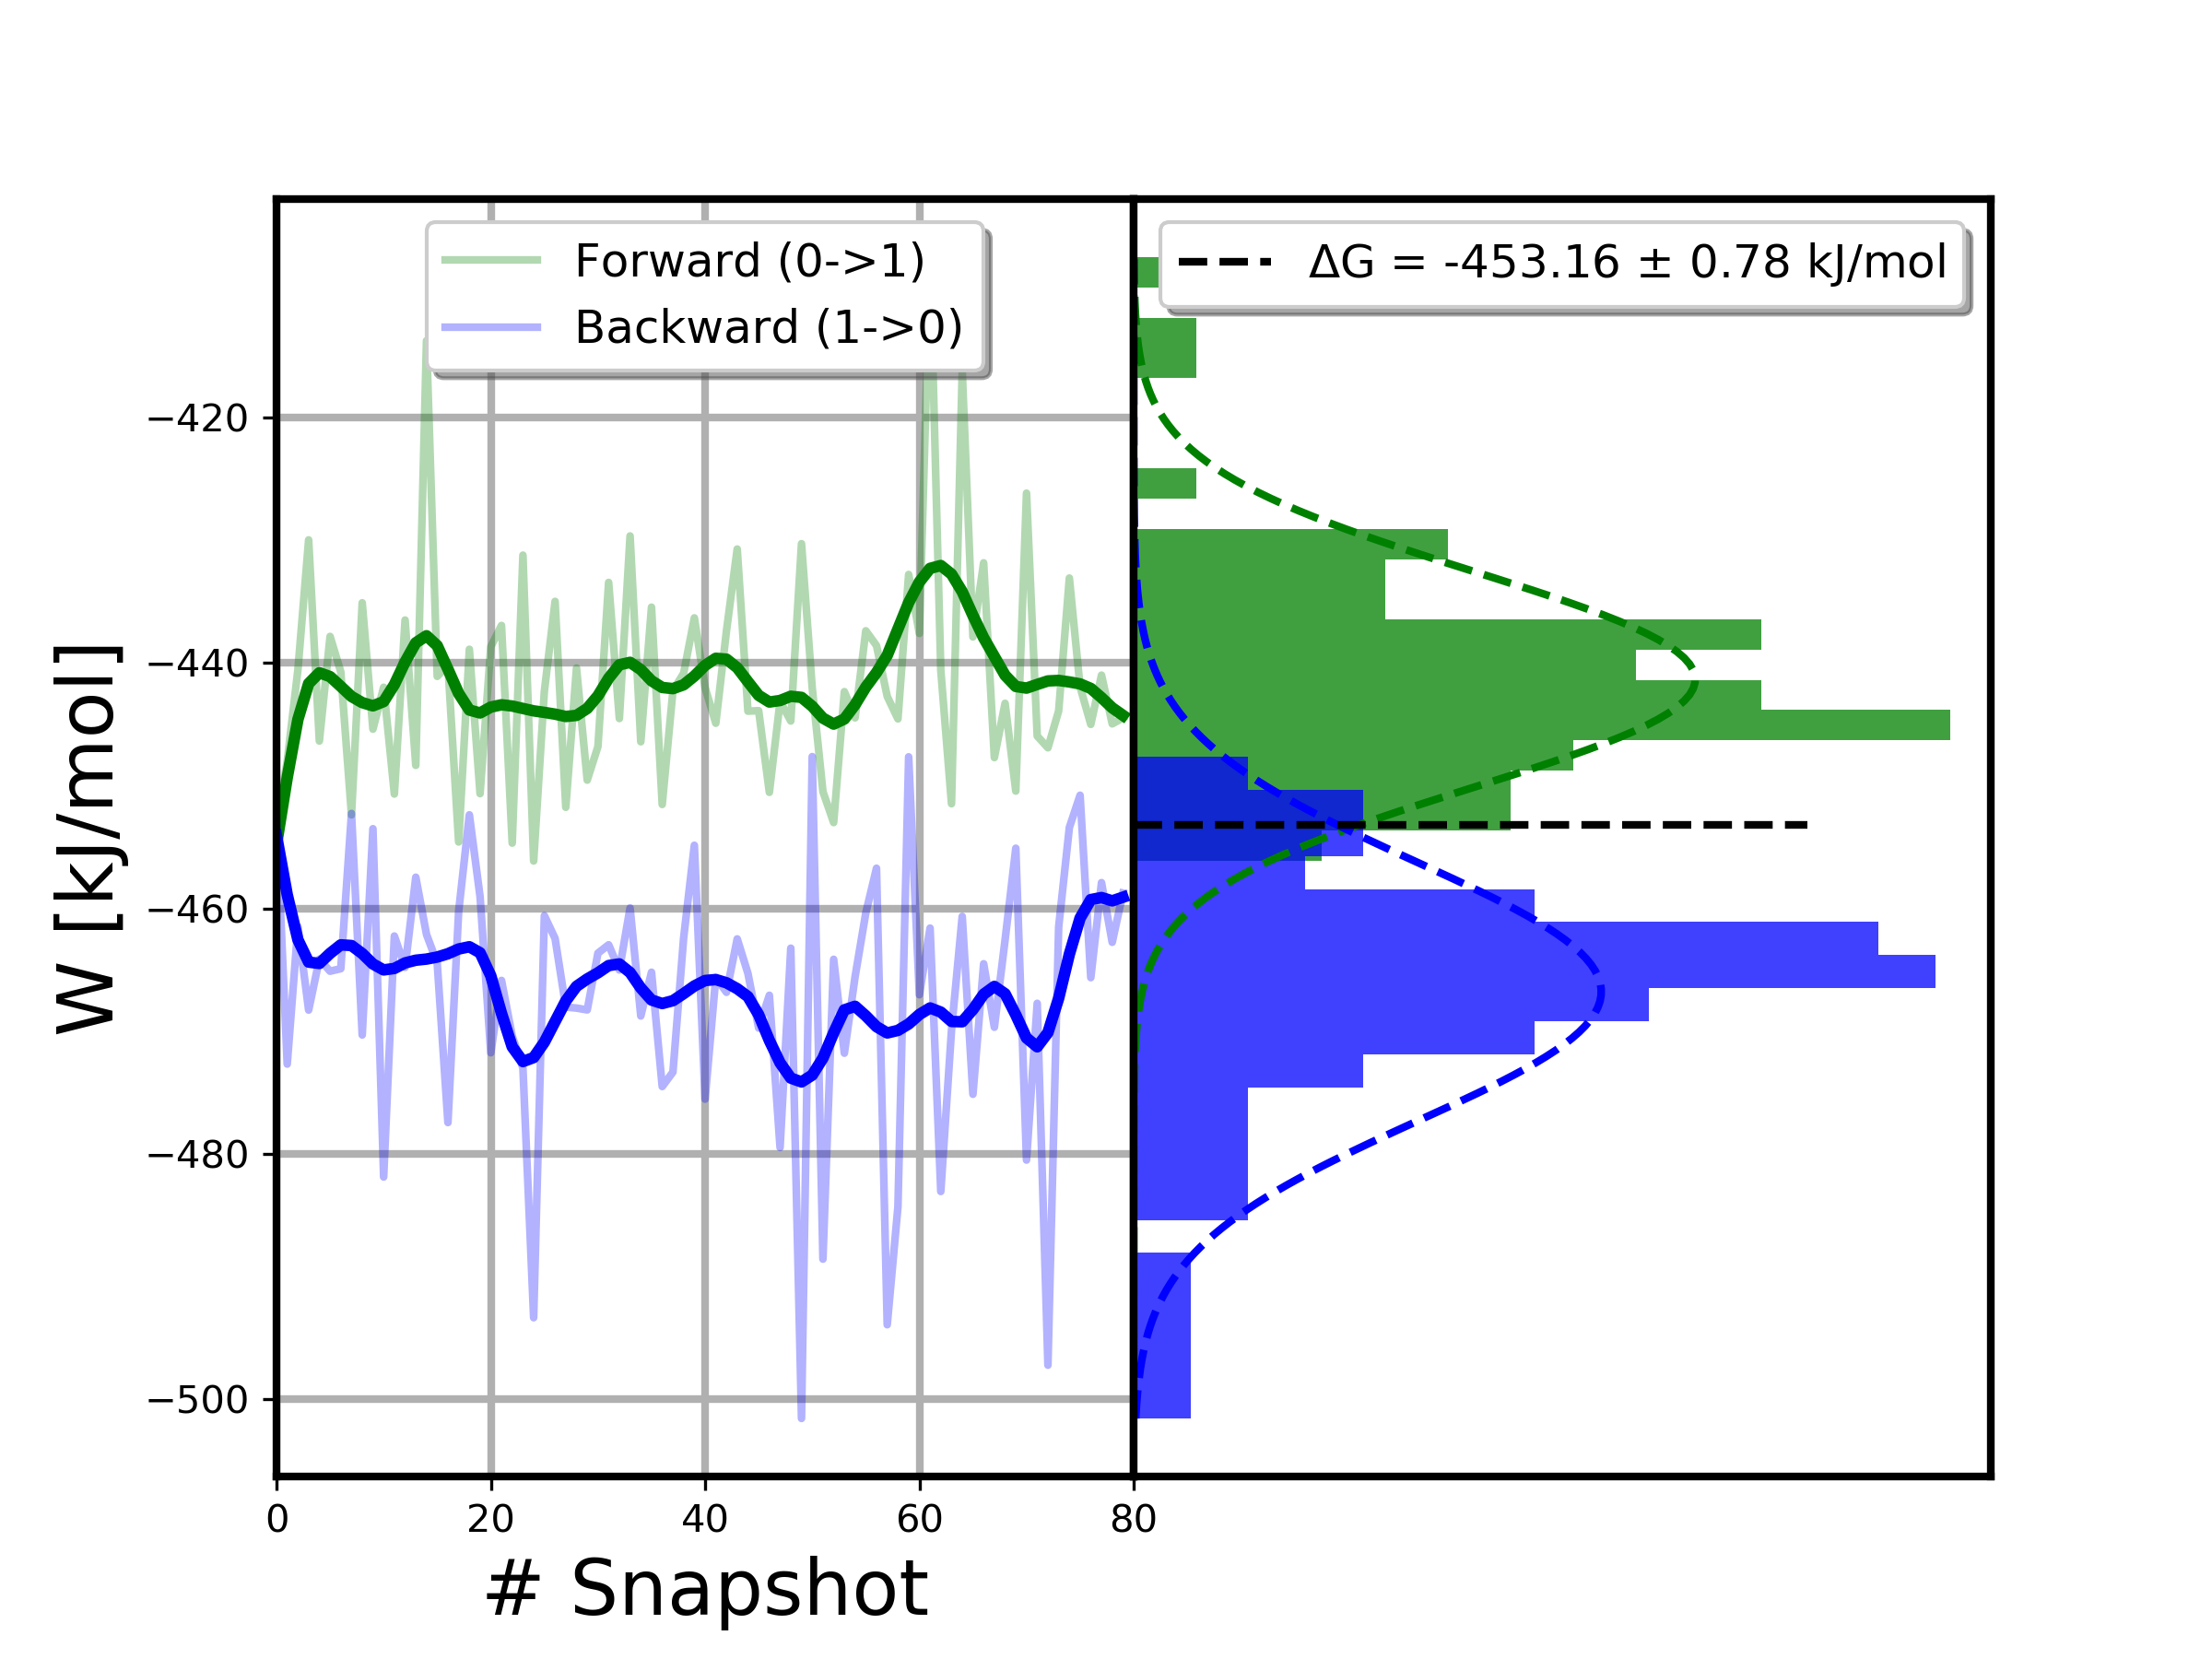 Forward (0->1)
Backward (1->0)
ΔG = -453.16 ± 0.78 kJ/mol
−420
−440
−460
−480
−500
W [kJ/mol]
0 20 40 60 80
# Snapshot